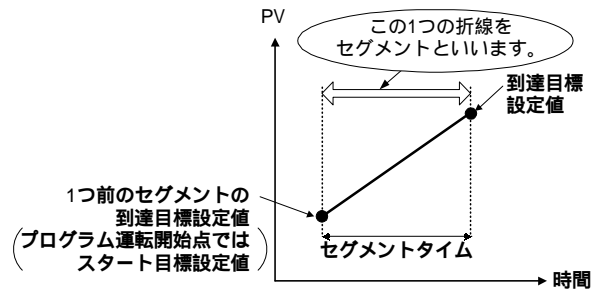 PV
この1つの折線を
セグメントといいます。
到達目標
設定値
1つ前のセグメントの
到達目標設定値
(プログラム運転開始点では
スタート目標設定値)
セグメントタイム
時間